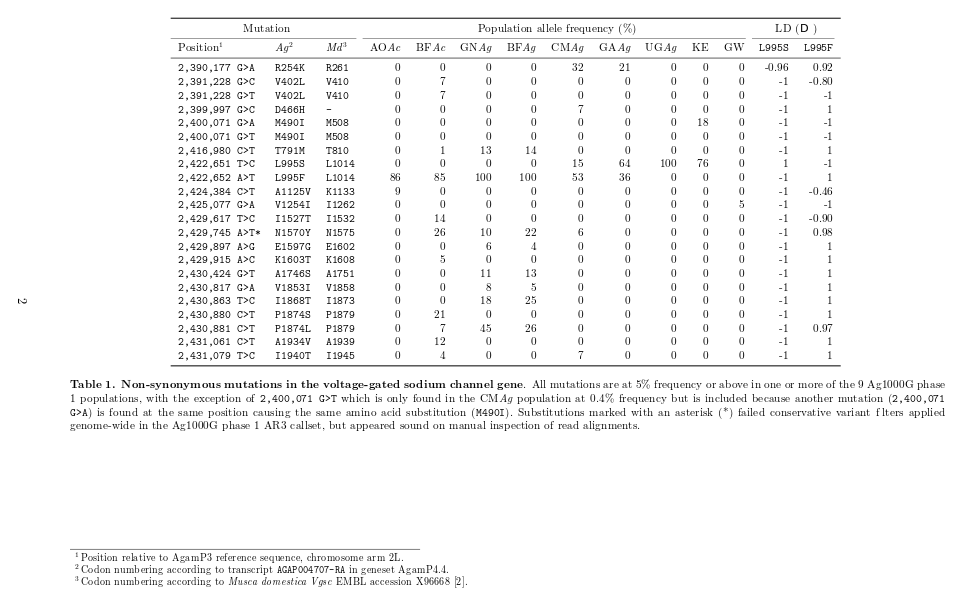 Mutation Population allele frequency (%) LD (D )
Position1 Ag2 Md3 AOAc BFAc GNAg BFAg CMAg GAAg UGAg KE GW L995S L995F
2,390,177 G>A R254K R261 0 0 0 0 32 21 0 0 0 -0.96 0.92
2,391,228 G>C V402L V410 0 7 0 0 0 0 0 0 0 -1 -0.80
2,391,228 G>T V402L V410 0 7 0 0 0 0 0 0 0 -1 -1
2,399,997 G>C D466H - 0 0 0 0 7 0 0 0 0 -1 1
2,400,071 G>A M490I M508 0 0 0 0 0 0 0 18 0 -1 -1
2,400,071 G>T M490I M508 0 0 0 0 0 0 0 0 0 -1 -1
2,416,980 C>T T791M T810 0 1 13 14 0 0 0 0 0 -1 1
2,422,651 T>C L995S L1014 0 0 0 0 15 64 100 76 0 1 -1
2,422,652 A>T L995F L1014 86 85 100 100 53 36 0 0 0 -1 1
2,424,384 C>T A1125V K1133 9 0 0 0 0 0 0 0 0 -1 -0.46
2,425,077 G>A V1254I I1262 0 0 0 0 0 0 0 0 5 -1 -1
2,429,617 T>C I1527T I1532 0 14 0 0 0 0 0 0 0 -1 -0.90
2,429,745 A>T* N1570Y N1575 0 26 10 22 6 0 0 0 0 -1 0.98
2,429,897 A>G E1597G E1602 0 0 6 4 0 0 0 0 0 -1 1
2,429,915 A>C K1603T K1608 0 5 0 0 0 0 0 0 0 -1 1
2,430,424 G>T A1746S A1751 0 0 11 13 0 0 0 0 0 -1 1
2,430,817 G>A V1853I V1858 0 0 8 5 0 0 0 0 0 -1 1
2,430,863 T>C I1868T I1873 0 0 18 25 0 0 0 0 0 -1 1
2,430,880 C>T P1874S P1879 0 21 0 0 0 0 0 0 0 -1 1
2,430,881 C>T P1874L P1879 0 7 45 26 0 0 0 0 0 -1 0.97
2,431,061 C>T A1934V A1939 0 12 0 0 0 0 0 0 0 -1 1
2,431,079 T>C I1940T I1945 0 4 0 0 7 0 0 0 0 -1 1
Table 1. Non-synonymous mutations in the voltage-gated sodium channel gene. All mutations are at 5% frequency or above in one or more of the 9 Ag1000G phase
1 populations, with the exception of 2,400,071 G>T which is only found in the CMAg population at 0.4% frequency but is included because another mutation (2,400,071
G>A) is found at the same position causing the same amino acid substitution (M490I). Substitutions marked with an asterisk (*) failed conservative variant f lters applied
genome-wide in the Ag1000G phase 1 AR3 callset, but appeared sound on manual inspection of read alignments.
1 Position relative to AgamP3 reference sequence, chromosome arm 2L.
2 Codon numbering according to transcript AGAP004707-RA in geneset AgamP4.4.
3 Codon numbering according to Musca domestica Vgsc EMBL accession X96668 [2].
2